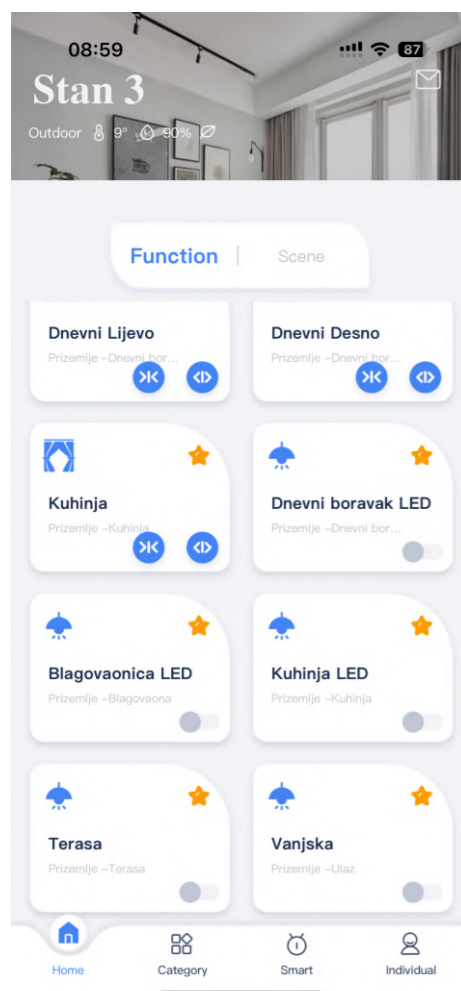 08:59
87
Stan 3
Outdoor 9° 90%
Function | Scene
Dnevni Lijevo
Prizemlje –Dnevni bor...
Dnevni Desno
Prizemlje –Dnevni bor...
Kuhinja
Prizemlje –Kuhinja
Dnevni boravak LED
Prizemlje –Dnevni bor...
Blagovaonica LED
Prizemlje –Blagovaona
Kuhinja LED
Prizemlje –Kuhinja
Terasa
Prizemlje –Terasa
Vanjska
Prizemlje –Ulaz
Home
Category
Smart
Individual